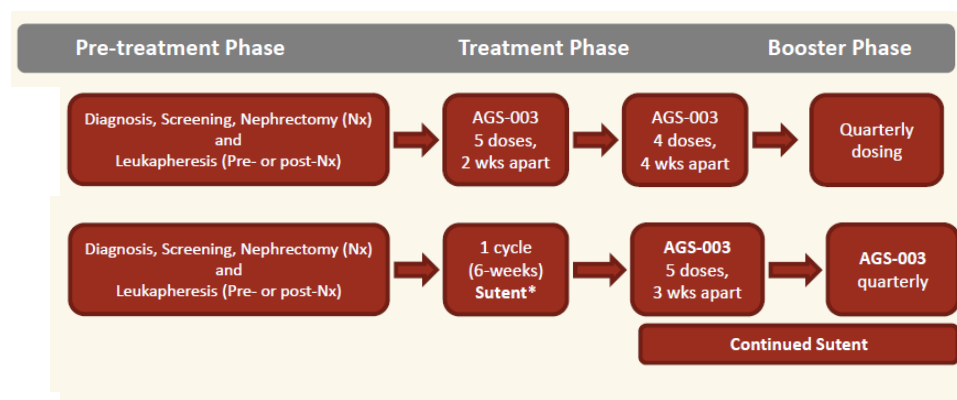 Pre-treatment Phase
Treatment Phase
Booster Phase
Diagnosis, Screening, Nephrectomy (Nx)
and
Leukapheresis (Pre- or post-Nx)
AGS-003
5 doses,
2 wks apart
AGS-003
4 doses,
4 wks apart
Quarterly
dosing
Diagnosis, Screening, Nephrectomy (Nx)
and
Leukapheresis (Pre- or post-Nx)
1 cycle
(6-weeks)
Sutent*
AGS-003
5 doses,
3 wks apart
AGS-003
quarterly
Continued Sutent